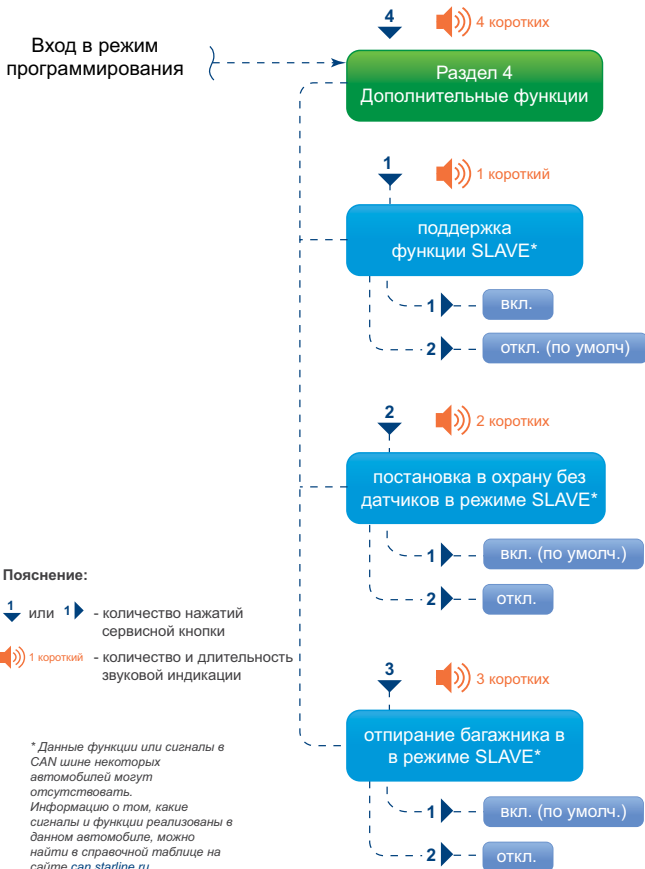 4
4 коротких
Вход в режим
программирования
Раздел 4
Дополнительные функции
1
1 короткий
поддержка
функции SLAVE*
1
вкл.
2
откл. (по умолч)
2
2 коротких
постановка в охрану без
датчиков в режиме SLAVE*
1
вкл. (по умолч.)
2
откл.
Пояснение:
1 или 1 - количество нажатий
сервисной кнопки
1 короткий - количество и длительность
звуковой индикации
3
3 коротких
отпирание багажника в
в режиме SLAVE*
1
вкл. (по умолч.)
2
откл.
* Данные функции или сигналы в
CAN шине некоторых
автомобилей могут
отсутствовать.
Информацию о том, какие
сигналы и функции реализованы в
данном автомобиле, можно
найти в справочной таблице на
сайте can.starline.ru